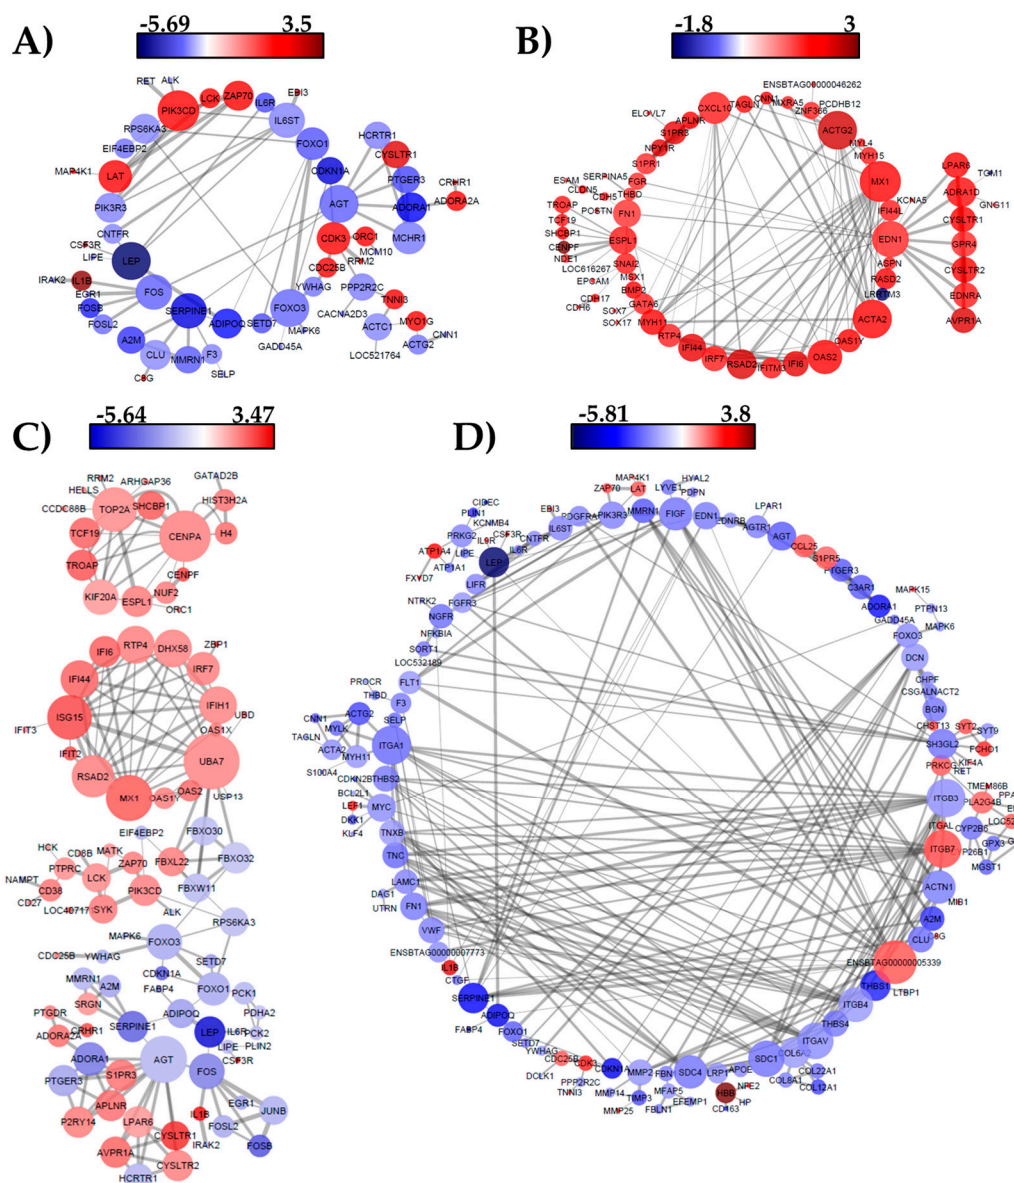 A)
-5.69 3.5
RET ALK
PIK3CD LCK ZAP70 IL6R EBI3
IL6ST
RPS6KA3
EIF4EBP2
FOXO1 HCRTR1
MAP4K1 LAT
CDKN1A CYSLTR1
PTGER3 CRHR1
PIK3R3 AGT ADORA1 ADORA2A
CNTFR MCHR1
CSF3R LEP CDK3 ORC1
LIPE MCM10
RRM2
IRAK2 IL1B CDC25B
EGR1 FOS YWHAG PPP2R2C
FOSB SERPINE1 FOXO3 TNNI3
FOSL2 ADIPOQ SETD7 CACNA2D3 MYO1G
A2M MAPK6 ACTC1 CNN1
CLU F3 GADD45A ACTG2
MMRN1 LOC521764
C8G SELP
B)
-1.8 3
ENSBTAG00000046262
CXCL10 TAGLN CNN1 MXRA5
ELOVL7 APLNR ZNF366 PCDHB12
S1PR3 ACTG2
NPY1R MYL4
S1PR1 MYH15 LPAR6
SERPINA5 FGR MX1 TGM1
ESAM CLDN5 CDH5 THBD KCNA5 ADRA1D
TROAP POSTN FN1 IFI44L GNG11
TCF19 CYSLTR1
SHCBP1 ESPL1 EDN1 GPR4
CENPF
NDE1 SNAI2 ASPN CYSLTR2
LOC616267 MSX1 RASD2
EPCAM BMP2 LRRTM3 EDNRA
CDH17 GATA6
CDH6 SOX7 MYH11 ACTA2 AVPR1A
SOX17 RTP4 OAS1Y
IFI44 IRF7 RSAD2 IFITM3 IFI6 OAS2
C)
-5.64 3.47
RRM2 ARHGAP36 GATAD2B
HELLS TOP2A SHCBP1 HIST3H2A
CCDC88B
TCF19 CENPA H4
TROAP CENPF
KIF20A ESPL1 NUF2
ORC1
IFI6 RTP4 DHX58 ZBP1
IFI44 IRF7
ISG15 IFIH1 UBD
IFIT3 OAS1X
IFIT2 UBA7
RSAD2 OAS2
MX1 OAS1Y USP13
EIF4EBP2 FBXO30
HCK CD8B MATK
PTPRC ZAP70 FBXL22 FBXO32
NAMPT LCK
CD38 PIK3CD FBXW11
CD27 SYK
LOC40717 ALK RPS6KA3
MAPK6 FOXO3
CDC25B YWHAG SETD7
MMRN1 A2M CDKN1A
FABP4 FOXO1 PCK1
PTGDR SRGN ADIPOQ PDHA2
CRHR1 SERPINE1 LEP IL6R
ADORA2A LIPE PCK2
ADORA1 PLIN2
AGT CSF3R
PTGER3 S1PR3 FOS
APLNR EGR1 JUNB
P2RY14 LPAR6 IL1B FOSL2
CYSLTR1 IRAK2 FOSB
AVPR1A CYSLTR2
HCRTR1
D)
-5.81 3.8
MAP4K1 HYAL2
CIDEC ZAP70 LAT LYVE1
PLIN1 EBI3 PDPN
KCNMB4 PDGFRA PIK3R3 MMRN1 FIGF EDN1 LPAR1
PRKG2 CSF3R IL6ST EDNRB AGTR1
ATP1A4 IL9R CNTFR AGT
LIPE IL6R CCL25
ATP1A1 LEP S1PR5
FXYD7 PTGER3
LIFR C3AR1 MAPK15
NTRK2 FGFR3 ADORA1
NGFR PTPN13
GADD45A
NFKBIA FOXO3 MAPK6
SORT1 DCN
LOC532189
PROCR FLT1 CHPF
THBD F3 CSGALNACT2
CNN1 ACTG2 BGN
SELP CHST13 SYT2
MYLK SYT9
TAGLN ITGA1 SH3GL2 FCHO1
ACTA2 MYH11 PRKCG KIF4A
RET
S100A4 TMEM86B
CDKN2B THBS2 ITGB3 PLA2G4B
BCL2L1
LEF1 MYC ITGAL
DKK1 CYP2B6
KLF4 TNXB ITGB7 GPX3
TNC MGST1
LAMC1 ACTN1
DAG1 MIB1
UTRN FN1 A2M
VWF CLU C8G
ENSBTAG00000007773 ENSBTAG00000005339
IL1B THBS1 LTBP1
CTGF
SERPINE1 ITGB4
ADIPOQ THBS4
FABP4 FOXO1 ITGAV
SETD7 COL6A2
YWHAG SDC1 COL22A1
CDC25B CDK3 APOE COL8A1
DCLK1 CDKN1A MMP2 FBN1 SDC4 LRP1 COL12A1
PPP2R2C HBB NFE2
TNNI3 MMP14 TIMP3 MFAP5 HP
MMP25 FBLN1 EFEMP1 CD163